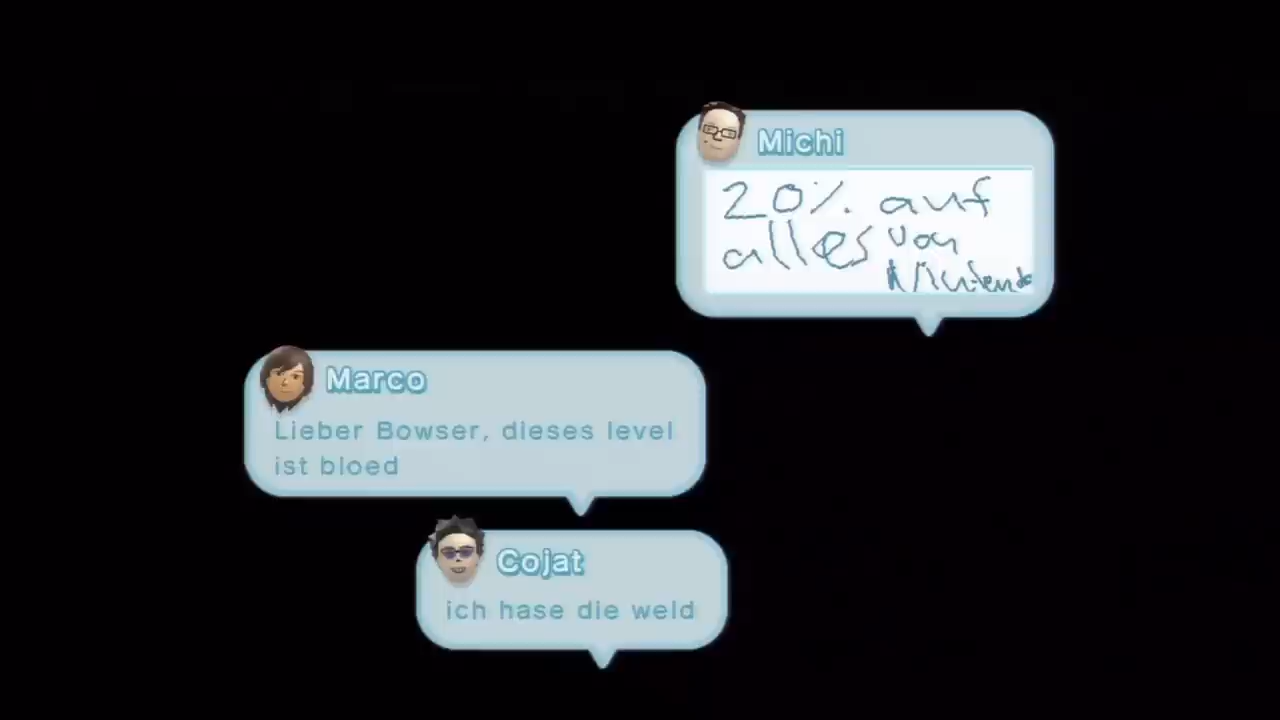 Michi
20% auf
alles von
Nintendo
Marco
Lieber Bowser, dieses level
ist bloed
Cojat
ich hase die weld